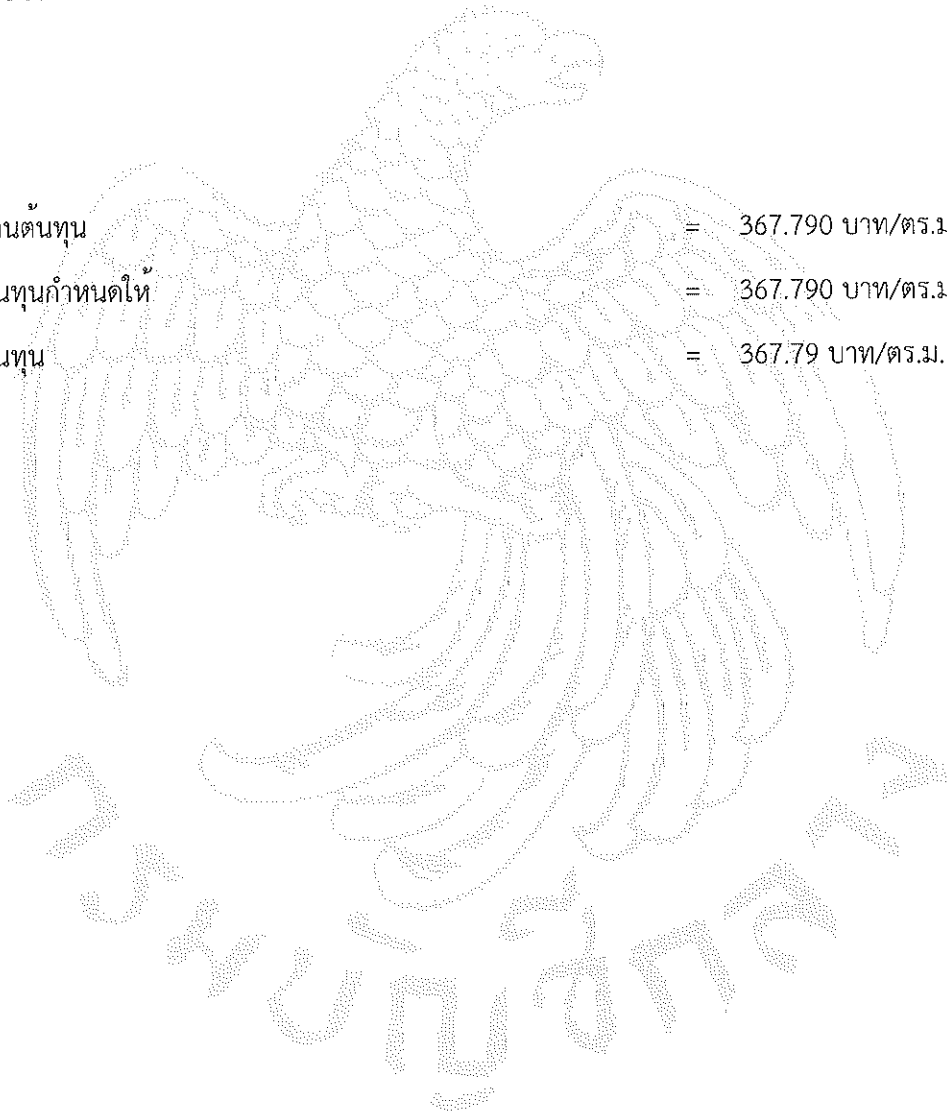 านต้นทุน = 367.790 บาท/ตร.ม
นทุนกำหนดให้ = 367.790 บาท/ตร.ม
นทุน = 367.79 บาท/ตร.ม.